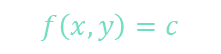 f(x, y) = c